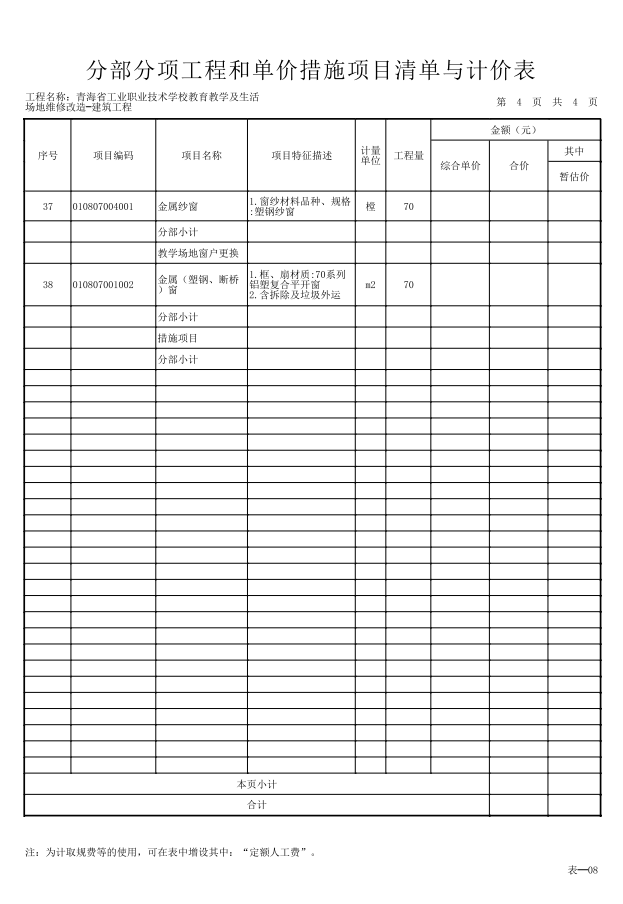 分部分项工程和单价措施项目清单与计价表
工程名称: 青海省工业职业技术学校教育教学及生活
场地维修改造-建筑工程
第 4 页 共 4 页
序号 项目编码 项目名称 项目特征描述 计量单位 工程量 金额（元）
综合单价 合价 其中
暂估价
37 010807004001 金属纱窗 1.窗纱材料品种、规格:塑钢纱窗 樘 70
分部小计
教学场地窗户更换
38 010807001002 金属（塑钢、断桥）窗 1.框、扇材质:70系列铝塑复合平开窗 2.含拆除及垃圾外运 m2 70
分部小计
措施项目
分部小计
本页小计
合计
注: 为计取规费等的使用，可在表中增设其中: “定额人工费”。
表—08